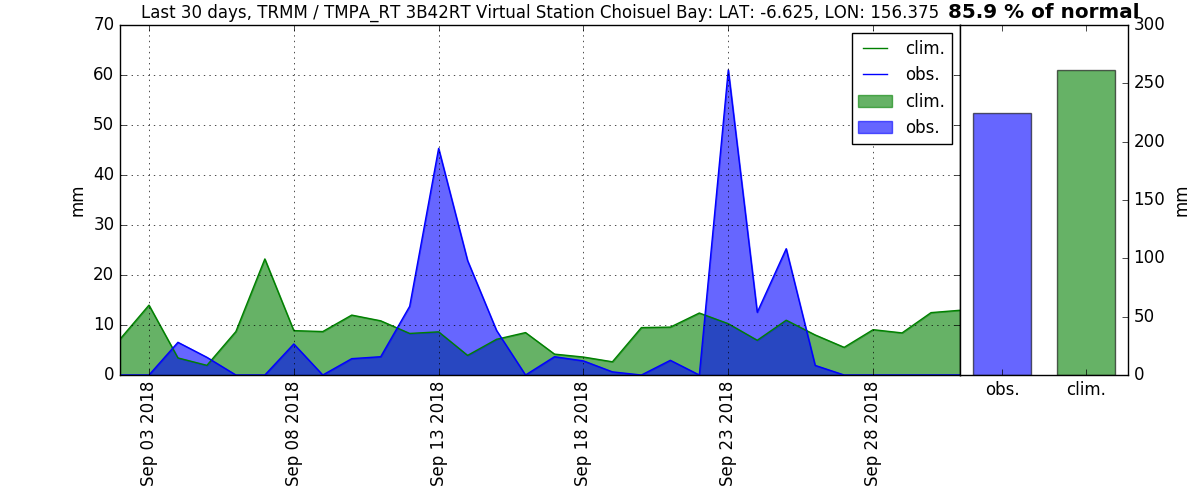 Last 30 days, TRMM / TMPA_RT 3B42RT Virtual Station Choisuel Bay: LAT: -6.625, LON: 156.375
85.9 % of normal
70
60
50
40
30
20
10
0
mm
clim.
obs.
clim.
obs.
Sep 03 2018
Sep 08 2018
Sep 13 2018
Sep 18 2018
Sep 23 2018
Sep 28 2018
300
250
200
150
100
50
0
mm
obs.
clim.